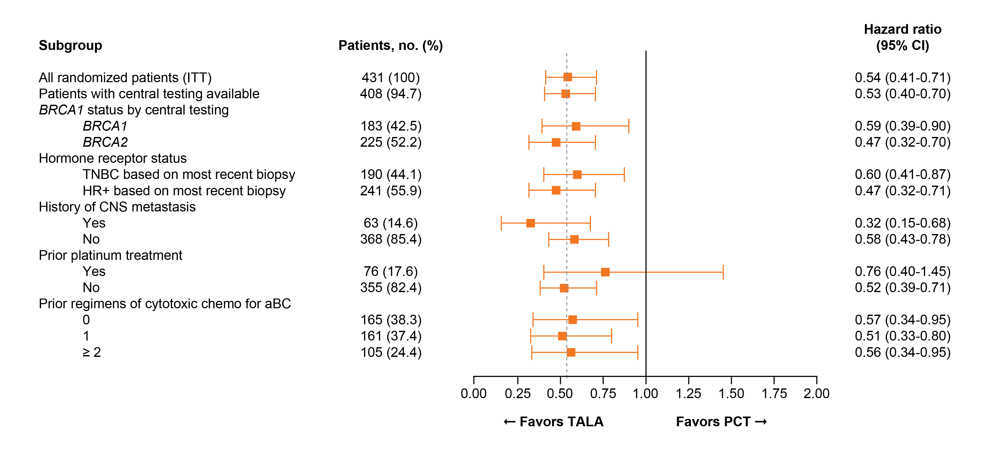 Subgroup Patients, no. (%) Hazard ratio
(95% CI)
All randomized patients (ITT) 431 (100) 0.54 (0.41-0.71)
Patients with central testing available 408 (94.7) 0.53 (0.40-0.70)
BRCA1 status by central testing
BRCA1 183 (42.5) 0.59 (0.39-0.90)
BRCA2 225 (52.2) 0.47 (0.32-0.70)
Hormone receptor status
TNBC based on most recent biopsy 190 (44.1) 0.60 (0.41-0.87)
HR+ based on most recent biopsy 241 (55.9) 0.47 (0.32-0.71)
History of CNS metastasis
Yes 63 (14.6) 0.32 (0.15-0.68)
No 368 (85.4) 0.58 (0.43-0.78)
Prior platinum treatment
Yes 76 (17.6) 0.76 (0.40-1.45)
No 355 (82.4) 0.52 (0.39-0.71)
Prior regimens of cytotoxic chemo for aBC
0 165 (38.3) 0.57 (0.34-0.95)
1 161 (37.4) 0.51 (0.33-0.80)
≥ 2 105 (24.4) 0.56 (0.34-0.95)
0.00 0.25 0.50 0.75 1.00 1.25 1.50 1.75 2.00
← Favors TALA Favors PCT →